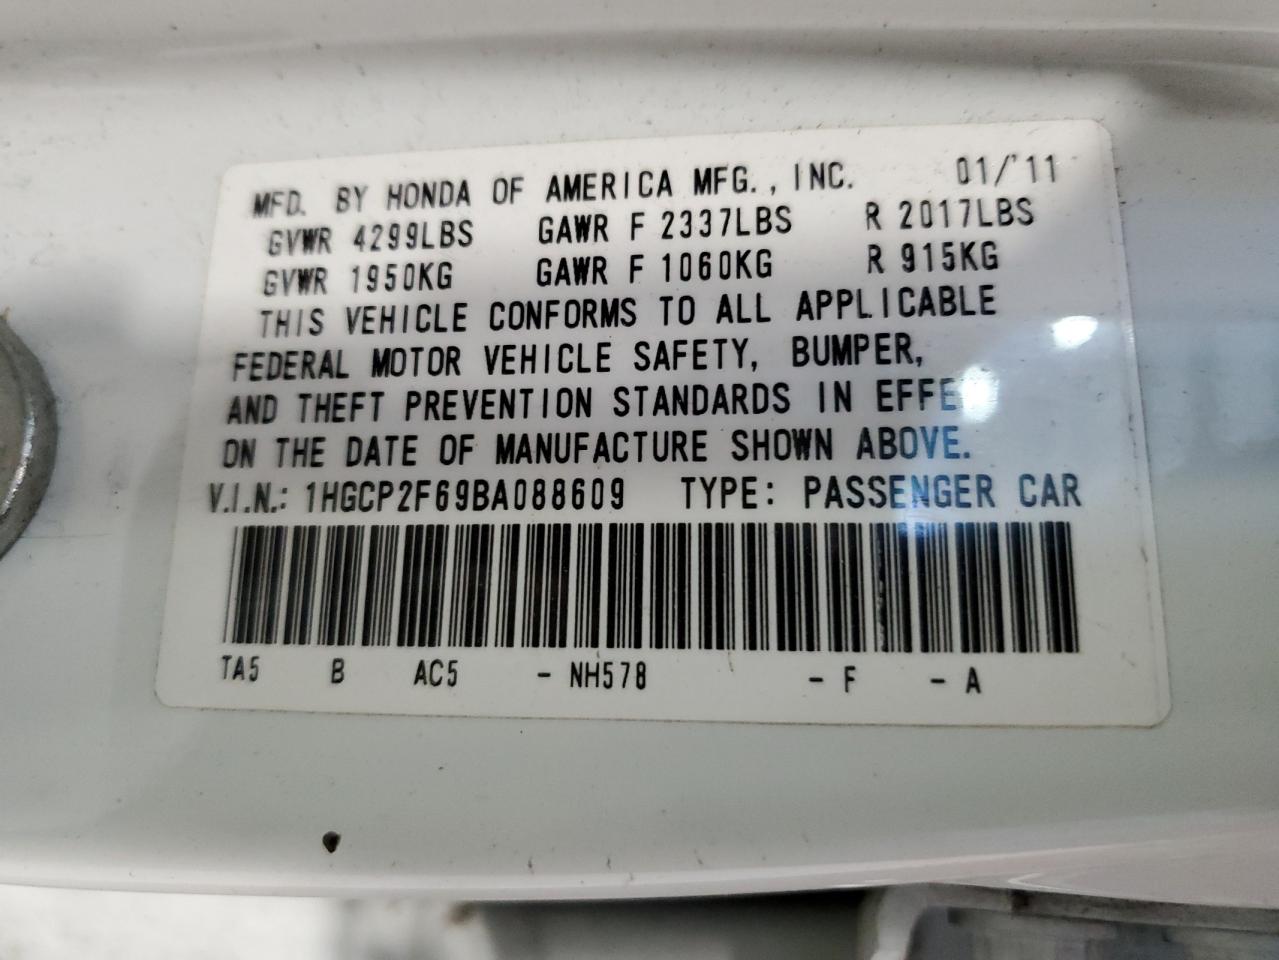 MFD. BY HONDA OF AMERICA MFG., INC. 01/'11
GVWR 4299LBS GAWR F 2337LBS R 2017LBS
GVWR 1950KG GAWR F 1060KG R 915KG
THIS VEHICLE CONFORMS TO ALL APPLICABLE
FEDERAL MOTOR VEHICLE SAFETY, BUMPER,
AND THEFT PREVENTION STANDARDS IN EFFE
ON THE DATE OF MANUFACTURE SHOWN ABOVE.
V.I.N.: 1HGCP2F69BA088609 TYPE: PASSENGER CAR
TA5 B AC5 - NH578 - F - A